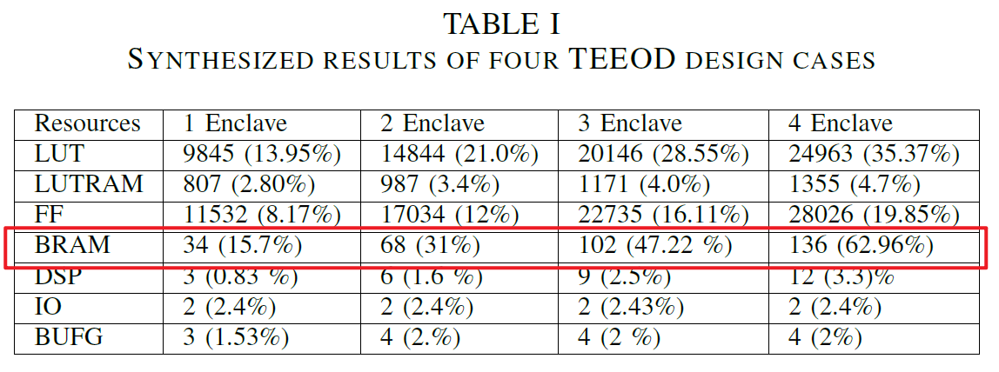 TABLE I
SYNTHESIZED RESULTS OF FOUR TEEOD DESIGN CASES
Resources 1 Enclave 2 Enclave 3 Enclave 4 Enclave
LUT 9845 (13.95%) 14844 (21.0%) 20146 (28.55%) 24963 (35.37%)
LUTRAM 807 (2.80%) 987 (3.4%) 1171 (4.0%) 1355 (4.7%)
FF 11532 (8.17%) 17034 (12%) 22735 (16.11%) 28026 (19.85%)
BRAM 34 (15.7%) 68 (31%) 102 (47.22 %) 136 (62.96%)
DSP 3 (0.83 %) 6 (1.6 %) 9 (2.5%) 12 (3.3)%
IO 2 (2.4%) 2 (2.4%) 2 (2.43%) 2 (2.4%)
BUFG 3 (1.53%) 4 (2.%) 4 (2 %) 4 (2%)